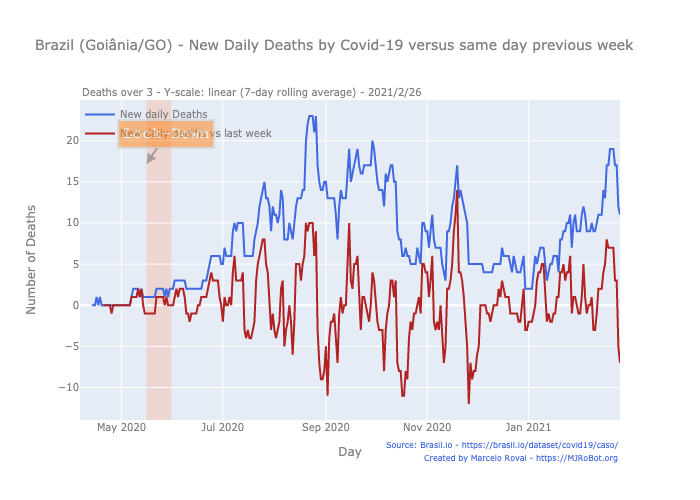 Brazil (Goiânia/GO) - New Daily Deaths by Covid-19 versus same day previous week
Deaths over 3 - Y-scale: linear (7-day rolling average) - 2021/2/26
New daily Deaths
New daily Deaths vs last week
20
15
10
5
0
−5
−10
Number of Deaths
May 2020
Jul 2020
Sep 2020
Nov 2020
Jan 2021
Day
Source: Brasil.io - https://brasil.io/dataset/covid19/caso/
Created by Marcelo Rovai - https://MJRoBot.org